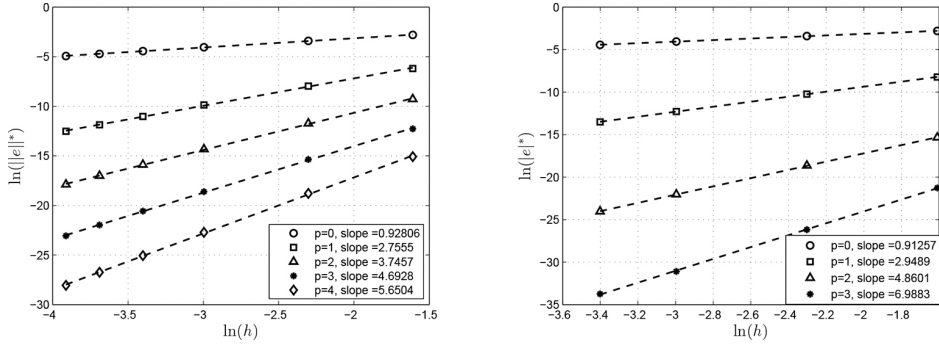 0
−5
−10
−15
−20
−25
−30
ln(||e||*)
−4
−3.5
−3
−2.5
−2
−1.5
ln(h)
p=0, slope =0.92806
p=1, slope =2.7555
p=2, slope =3.7457
p=3, slope =4.6928
p=4, slope =5.6504
0
−5
−10
−15
−20
−25
−30
−35
ln(|e|*)
−3.6
−3.4
−3.2
−3
−2.8
−2.6
−2.4
−2.2
−2
−1.8
ln(h)
p=0, slope =0.91257
p=1, slope =2.9489
p=2, slope =4.8601
p=3, slope =6.9883